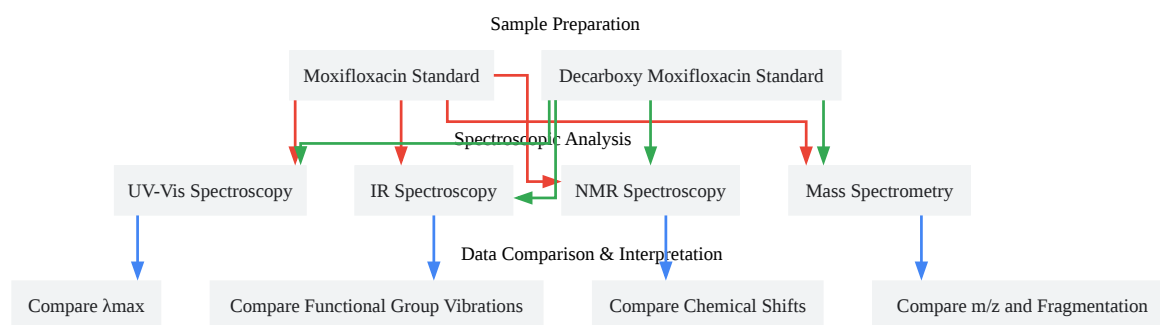 Sample Preparation
Moxifloxacin Standard
Decarboxy Moxifloxacin Standard
Spectroscopic Analysis
UV-Vis Spectroscopy
IR Spectroscopy
NMR Spectroscopy
Mass Spectrometry
Data Comparison & Interpretation
Compare λmax
Compare Functional Group Vibrations
Compare Chemical Shifts
Compare m/z and Fragmentation